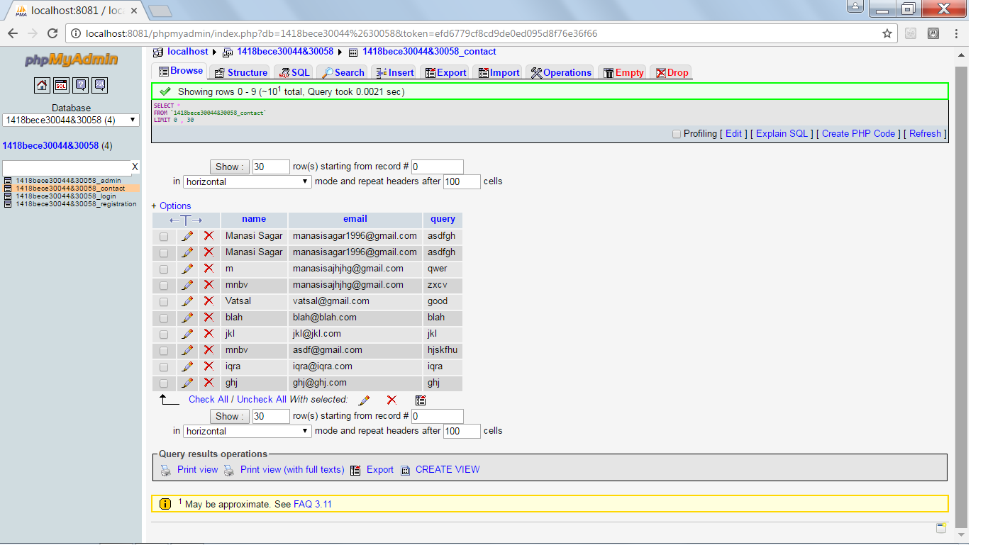 localhost:8081 / loc
localhost:8081/phpmyadmin/index.php?db=1418bece30044%2630058&token=efd6779cf8cd9de0ed095d8f76e36f66
phpMyAdmin
Database
1418bece30044&30058 (4)
1418bece30044&30058 (4)
X
1418bece30044&30058_admin
1418bece30044&30058_contact
1418bece30044&30058_login
1418bece30044&30058_registration
localhost 1418bece30044&30058 1418bece30044&30058_contact
Browse Structure SQL Search Insert Export Import Operations Empty Drop
Showing rows 0 - 9 (~101 total, Query took 0.0021 sec)
SELECT *
FROM `1418bece30044&30058_contact`
LIMIT 0 , 30
Profiling [ Edit ] [ Explain SQL ] [ Create PHP Code ] [ Refresh ]
Show : 30 row(s) starting from record # 0
in horizontal mode and repeat headers after 100 cells
+ Options
name email query
Manasi Sagar manasisagar1996@gmail.com asdfgh
Manasi Sagar manasisagar1996@gmail.com asdfgh
m manasisajhjhg@gmail.com qwer
mnbv manasisajhjhg@gmail.com zxcv
Vatsal vatsal@gmail.com good
blah blah@blah.com blah
jkl jkl@jkl.com jkl
mnbv asdf@gmail.com hjskfhu
iqra iqra@iqra.com iqra
ghj ghj@ghj.com ghj
Check All / Uncheck All With selected:
Show : 30 row(s) starting from record # 0
in horizontal mode and repeat headers after 100 cells
Query results operations
Print view Print view (with full texts) Export CREATE VIEW
1 May be approximate. See FAQ 3.11